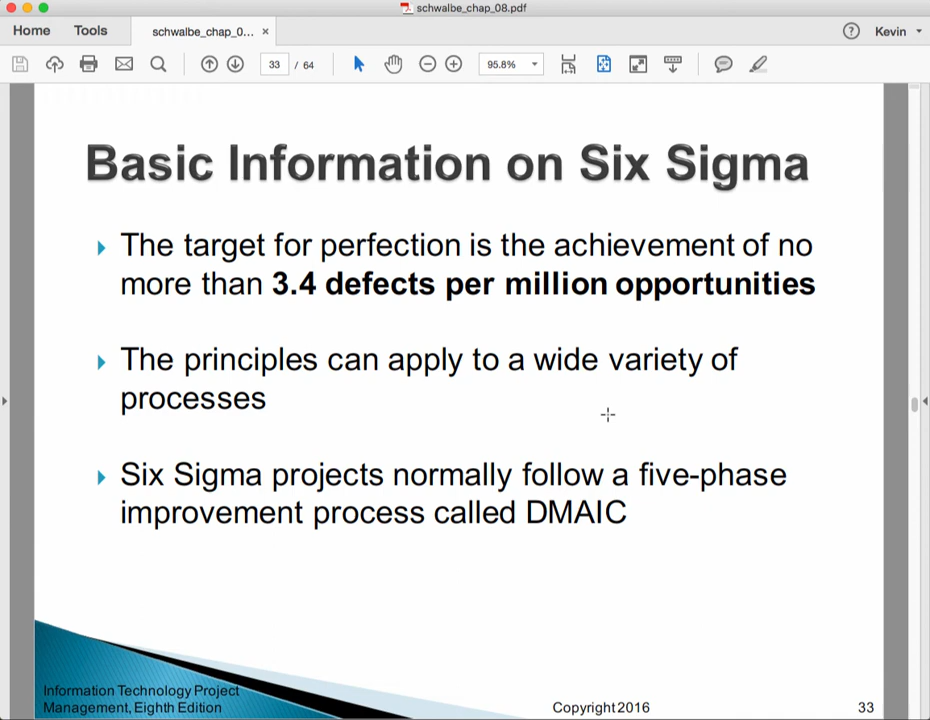 schwalbe_chap_08.pdf
Home Tools schwalbe_chap_0... × ? Kevin
33 / 64 95.8%
Basic Information on Six Sigma
The target for perfection is the achievement of no
more than 3.4 defects per million opportunities
The principles can apply to a wide variety of
processes
Six Sigma projects normally follow a five-phase
improvement process called DMAIC
Information Technology Project
Management, Eighth Edition Copyright 2016 33